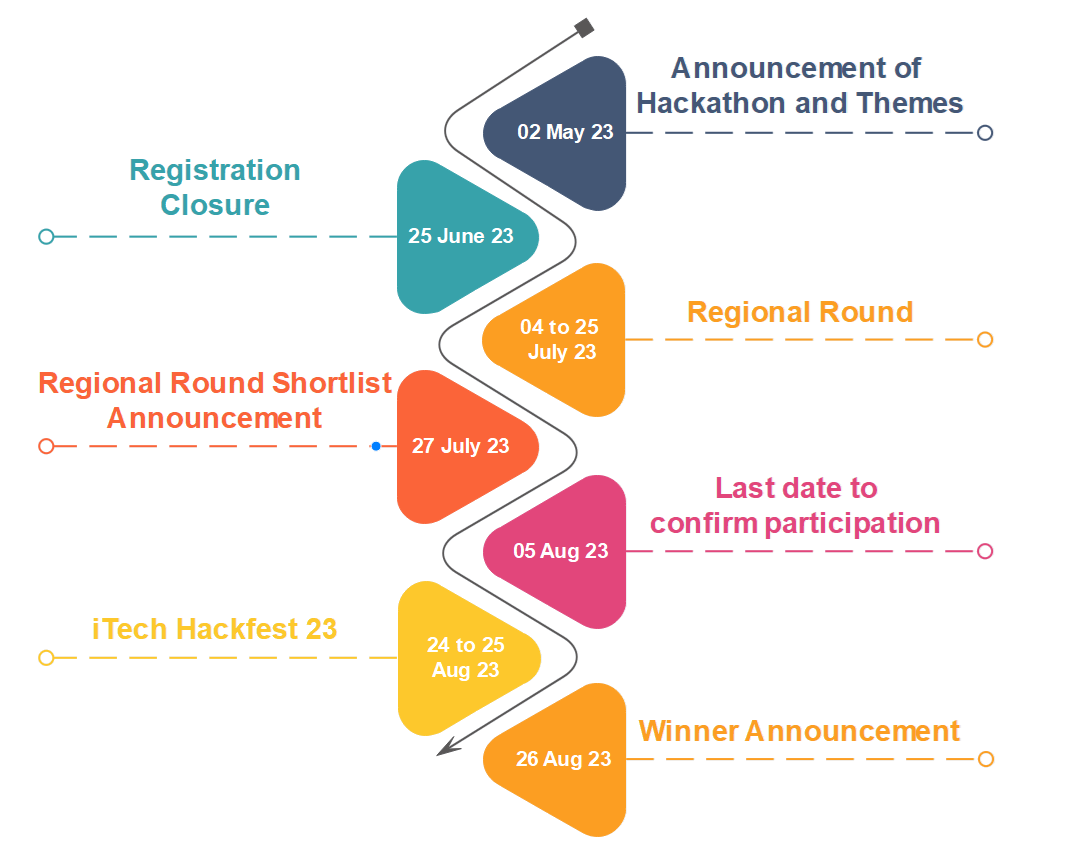 Announcement of
Hackathon and Themes
02 May 23
Registration
Closure
25 June 23
Regional Round
04 to 25
July 23
Regional Round Shortlist
Announcement
27 July 23
Last date to
confirm participation
05 Aug 23
iTech Hackfest 23
24 to 25
Aug 23
Winner Announcement
26 Aug 23